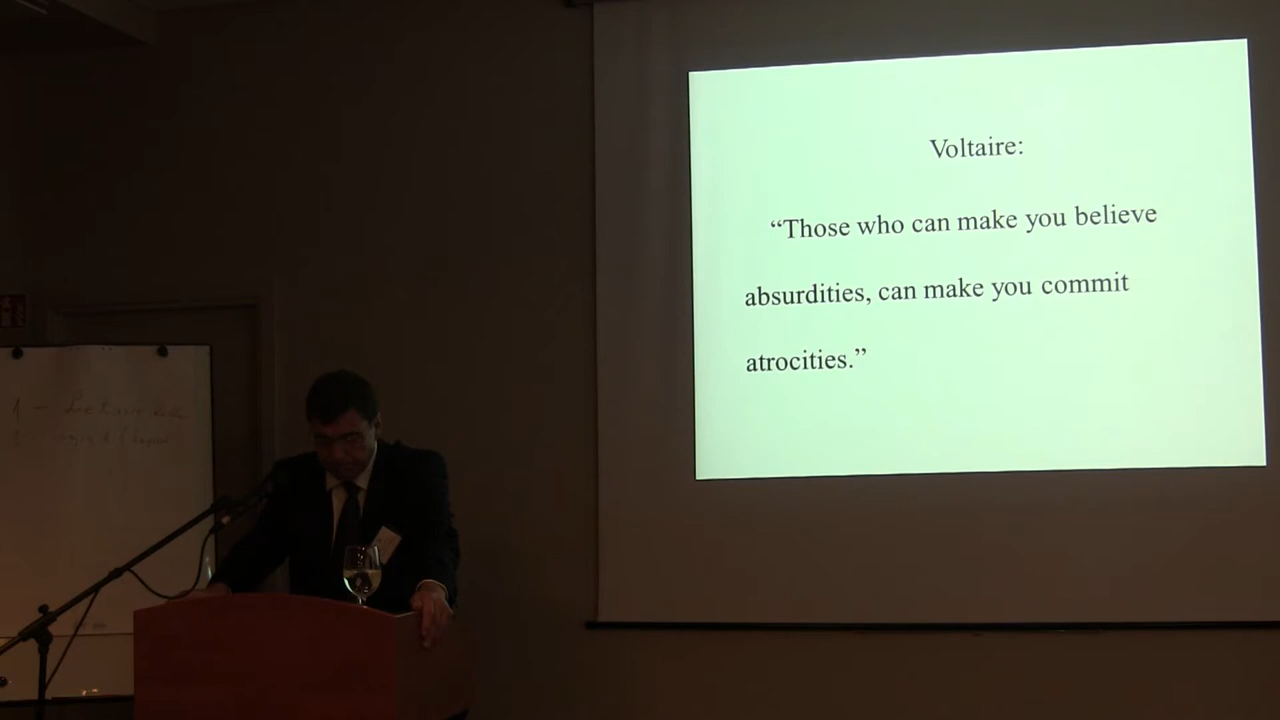 Voltaire:
“Those who can make you believe
absurdities, can make you commit
atrocities.”